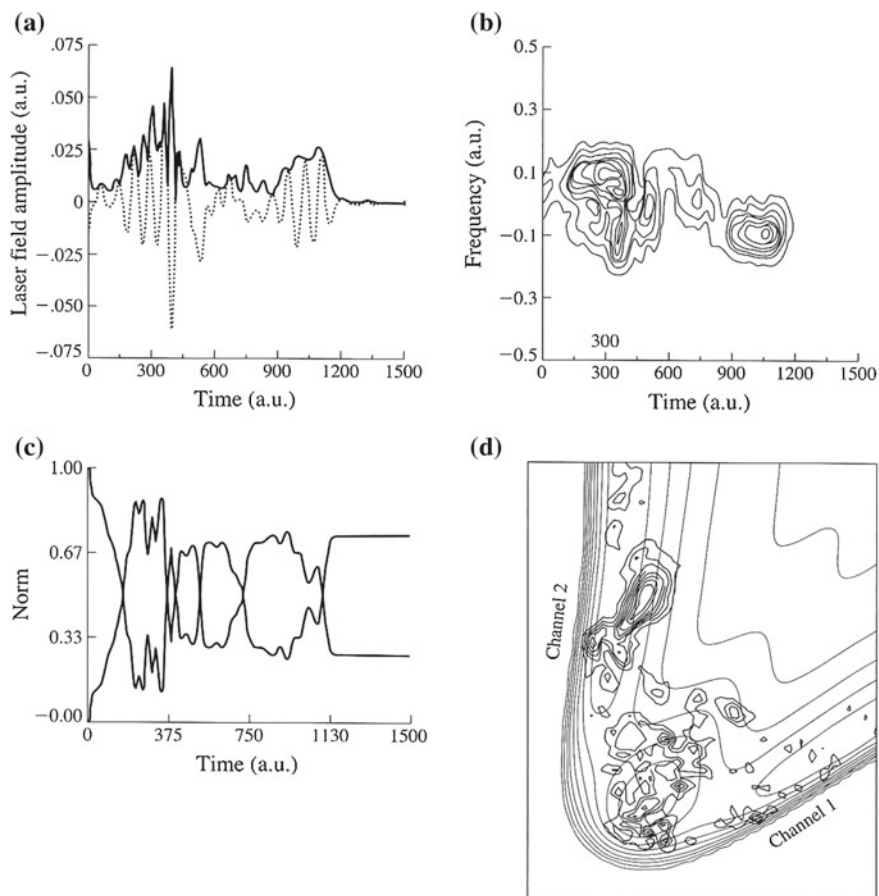 (a)
.075
.050
.025
0
−.025
−.050
−.075
Laser field amplitude (a.u.)
0 300 600 900 1200 1500
Time (a.u.)
(b)
0.5
0.3
0.1
−0.1
−0.3
−0.5
Frequency (a.u.)
300
0 300 600 900 1200 1500
Time (a.u.)
(c)
1.00
0.67
0.33
−0.00
Norm
0 375 750 1130 1500
Time (a.u.)
(d)
Channel 2
Channel 1